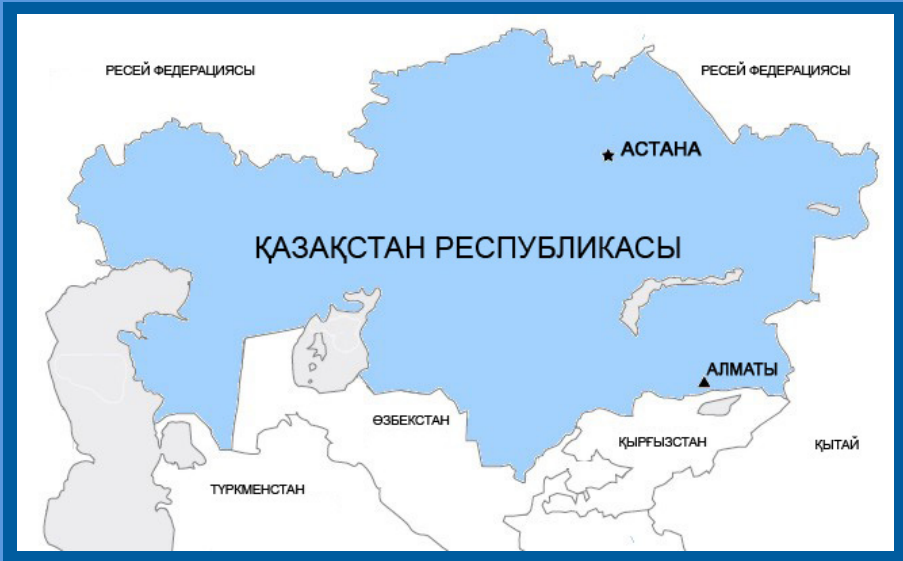 РЕСЕЙ ФЕДЕРАЦИЯСЫ
РЕСЕЙ ФЕДЕРАЦИЯСЫ
АСТАНА
ҚАЗАҚСТАН РЕСПУБЛИКАСЫ
АЛМАТЫ
ӨЗБЕКСТАН
ҚЫРҒЫЗСТАН
ҚЫТАЙ
ТҮРКМЕНСТАН